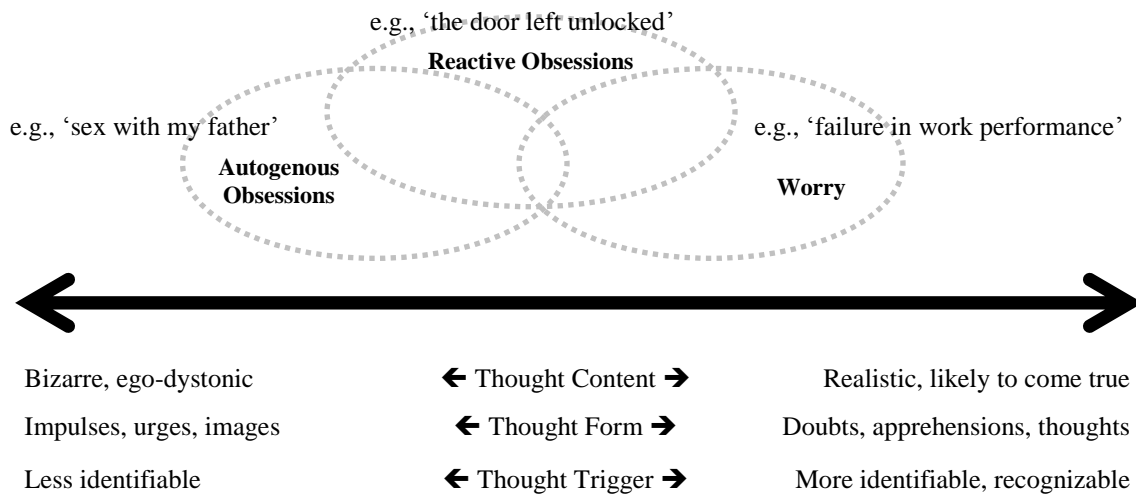 e.g., ‘the door left unlocked’
Reactive Obsessions
e.g., ‘sex with my father’
e.g., ‘failure in work performance’
Autogenous
Obsessions
Worry
Bizarre, ego-dystonic 🡨 Thought Content 🡪 Realistic, likely to come true
Impulses, urges, images 🡨 Thought Form 🡪 Doubts, apprehensions, thoughts
Less identifiable 🡨 Thought Trigger 🡪 More identifiable, recognizable